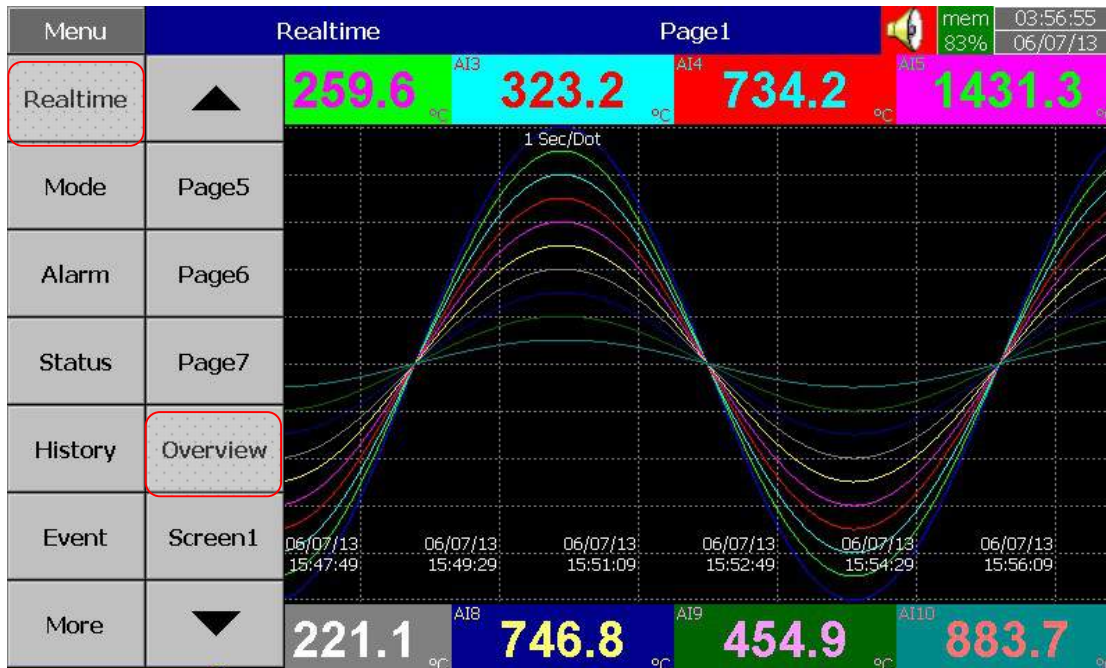 Menu
Realtime
Page1
mem
83%
03:56:55
06/07/13
Realtime
Mode
Alarm
Status
History
Event
More
Page5
Page6
Page7
Overview
Screen1
259.6
°C
AI3
323.2
°C
AI4
734.2
°C
AI5
1431.3
1 Sec/Dot
06/07/13
15:47:49
06/07/13
15:49:29
06/07/13
15:51:09
06/07/13
15:52:49
06/07/13
15:54:29
06/07/13
15:56:09
221.1
°C
AI8
746.8
°C
AI9
454.9
°C
AI10
883.7